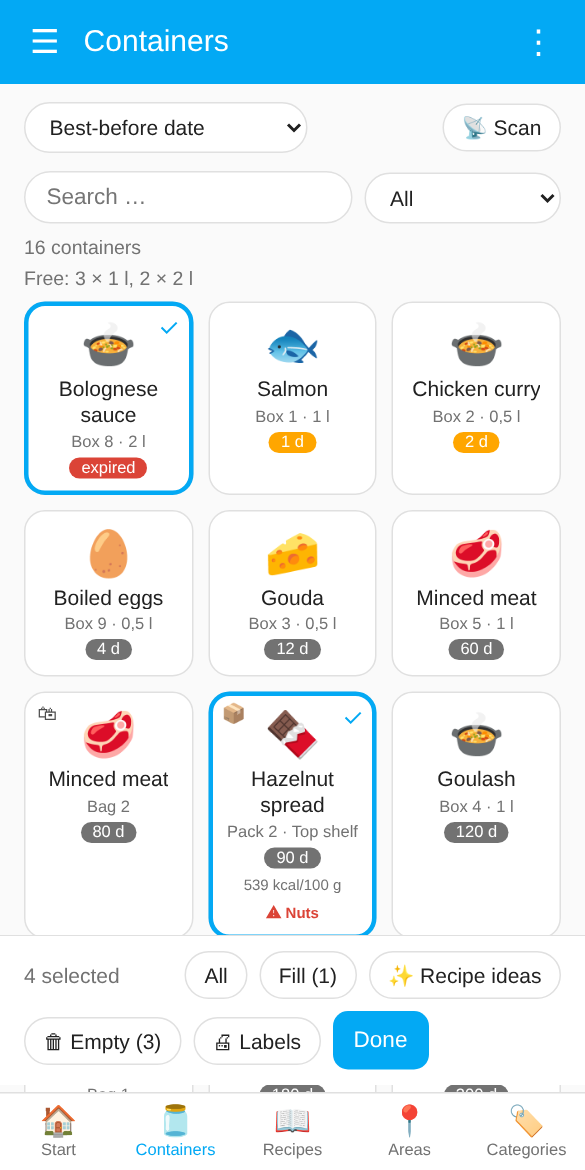 Containers
Best-before date
Scan
Search …
All
16 containers
Free: 3 × 1 l, 2 × 2 l
Bolognese sauce
Box 8 · 2 l
expired
Salmon
Box 1 · 1 l
1 d
Chicken curry
Box 2 · 0,5 l
2 d
Boiled eggs
Box 9 · 0,5 l
4 d
Gouda
Box 3 · 0,5 l
12 d
Minced meat
Box 5 · 1 l
60 d
Minced meat
Bag 2
80 d
Hazelnut spread
Pack 2 · Top shelf
90 d
539 kcal/100 g
Nuts
Goulash
Box 4 · 1 l
120 d
4 selected
All
Fill (1)
Recipe ideas
Empty (3)
Labels
Done
Start
Containers
Recipes
Areas
Categories